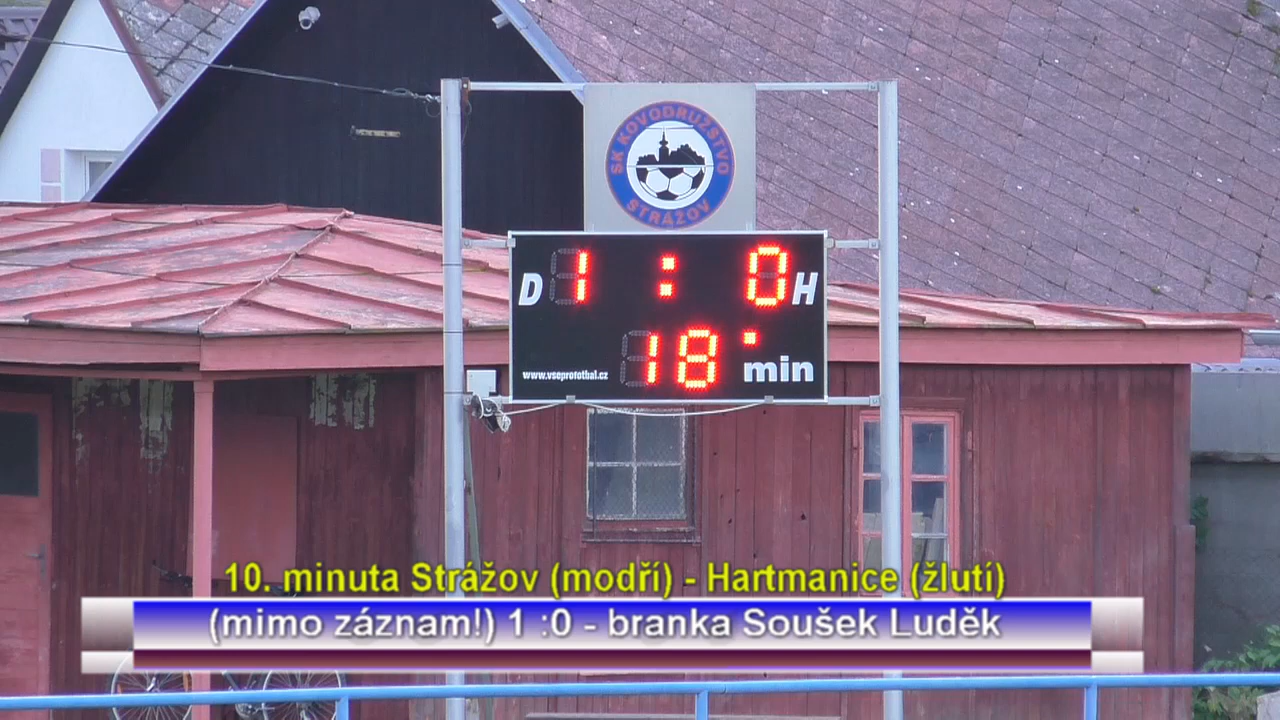 SK KOVODRUŽSTVO
STRÁŽOV
D 1 : 0 H
18 min
www.vseprofotbal.cz
10. minuta Strážov (modří) - Hartmanice (žlutí)
(mimo záznam!) 1 :0 - branka Soušek Luděk